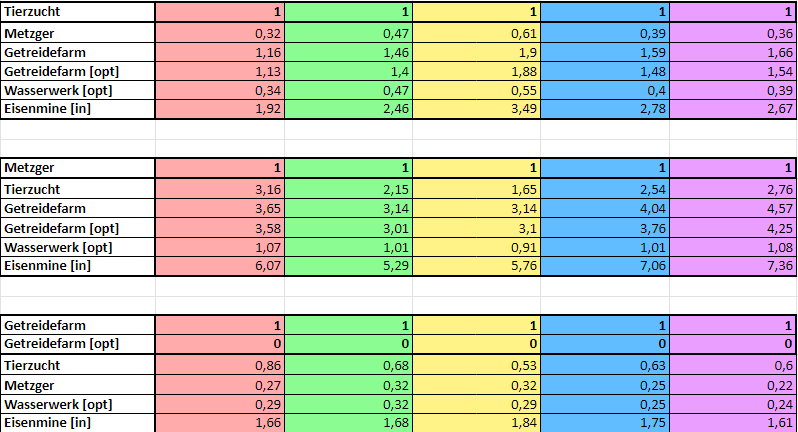 Tierzucht 1 1 1 1 1
Metzger 0,32 0,47 0,61 0,39 0,36
Getreidefarm 1,16 1,46 1,9 1,59 1,66
Getreidefarm [opt] 1,13 1,4 1,88 1,48 1,54
Wasserwerk [opt] 0,34 0,47 0,55 0,4 0,39
Eisenmine [in] 1,92 2,46 3,49 2,78 2,67
Metzger 1 1 1 1 1
Tierzucht 3,16 2,15 1,65 2,54 2,76
Getreidefarm 3,65 3,14 3,14 4,04 4,57
Getreidefarm [opt] 3,58 3,01 3,1 3,76 4,25
Wasserwerk [opt] 1,07 1,01 0,91 1,01 1,08
Eisenmine [in] 6,07 5,29 5,76 7,06 7,36
Getreidefarm 1 1 1 1 1
Getreidefarm [opt] 0 0 0 0 0
Tierzucht 0,86 0,68 0,53 0,63 0,6
Metzger 0,27 0,32 0,32 0,25 0,22
Wasserwerk [opt] 0,29 0,32 0,29 0,25 0,24
Eisenmine [in] 1,66 1,68 1,84 1,75 1,61